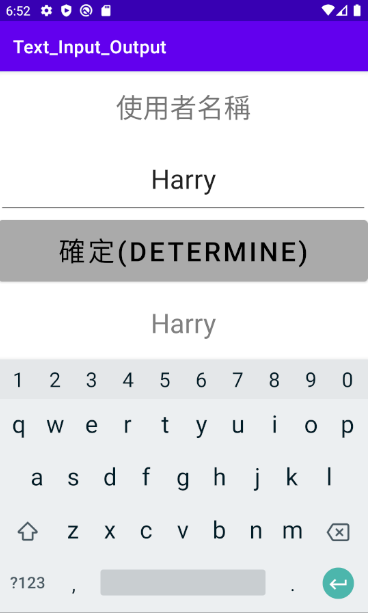 6:52
Text_Input_Output
使用者名稱
Harry
確定(DETERMINE)
Harry
1 2 3 4 5 6 7 8 9 0
q w e r t y u i o p
a s d f g h j k l
z x c v b n m
?123 , .